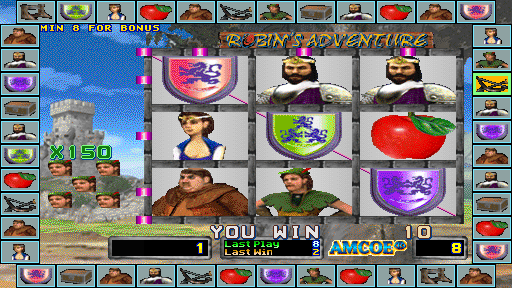 MIN 8 FOR BONUS
ROBIN'S ADVENTURE
X150
YOU WIN 10
1
Last Play 8
Last Win 2
AMCOE
8